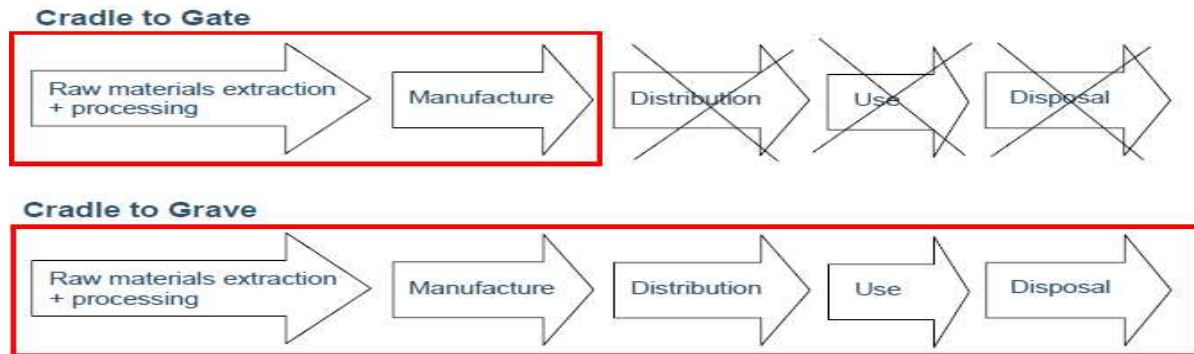 Cradle to Gate
Raw materials extraction
+ processing
Manufacture
Distribution
Use
Disposal
Cradle to Grave
Raw materials extraction
+ processing
Manufacture
Distribution
Use
Disposal